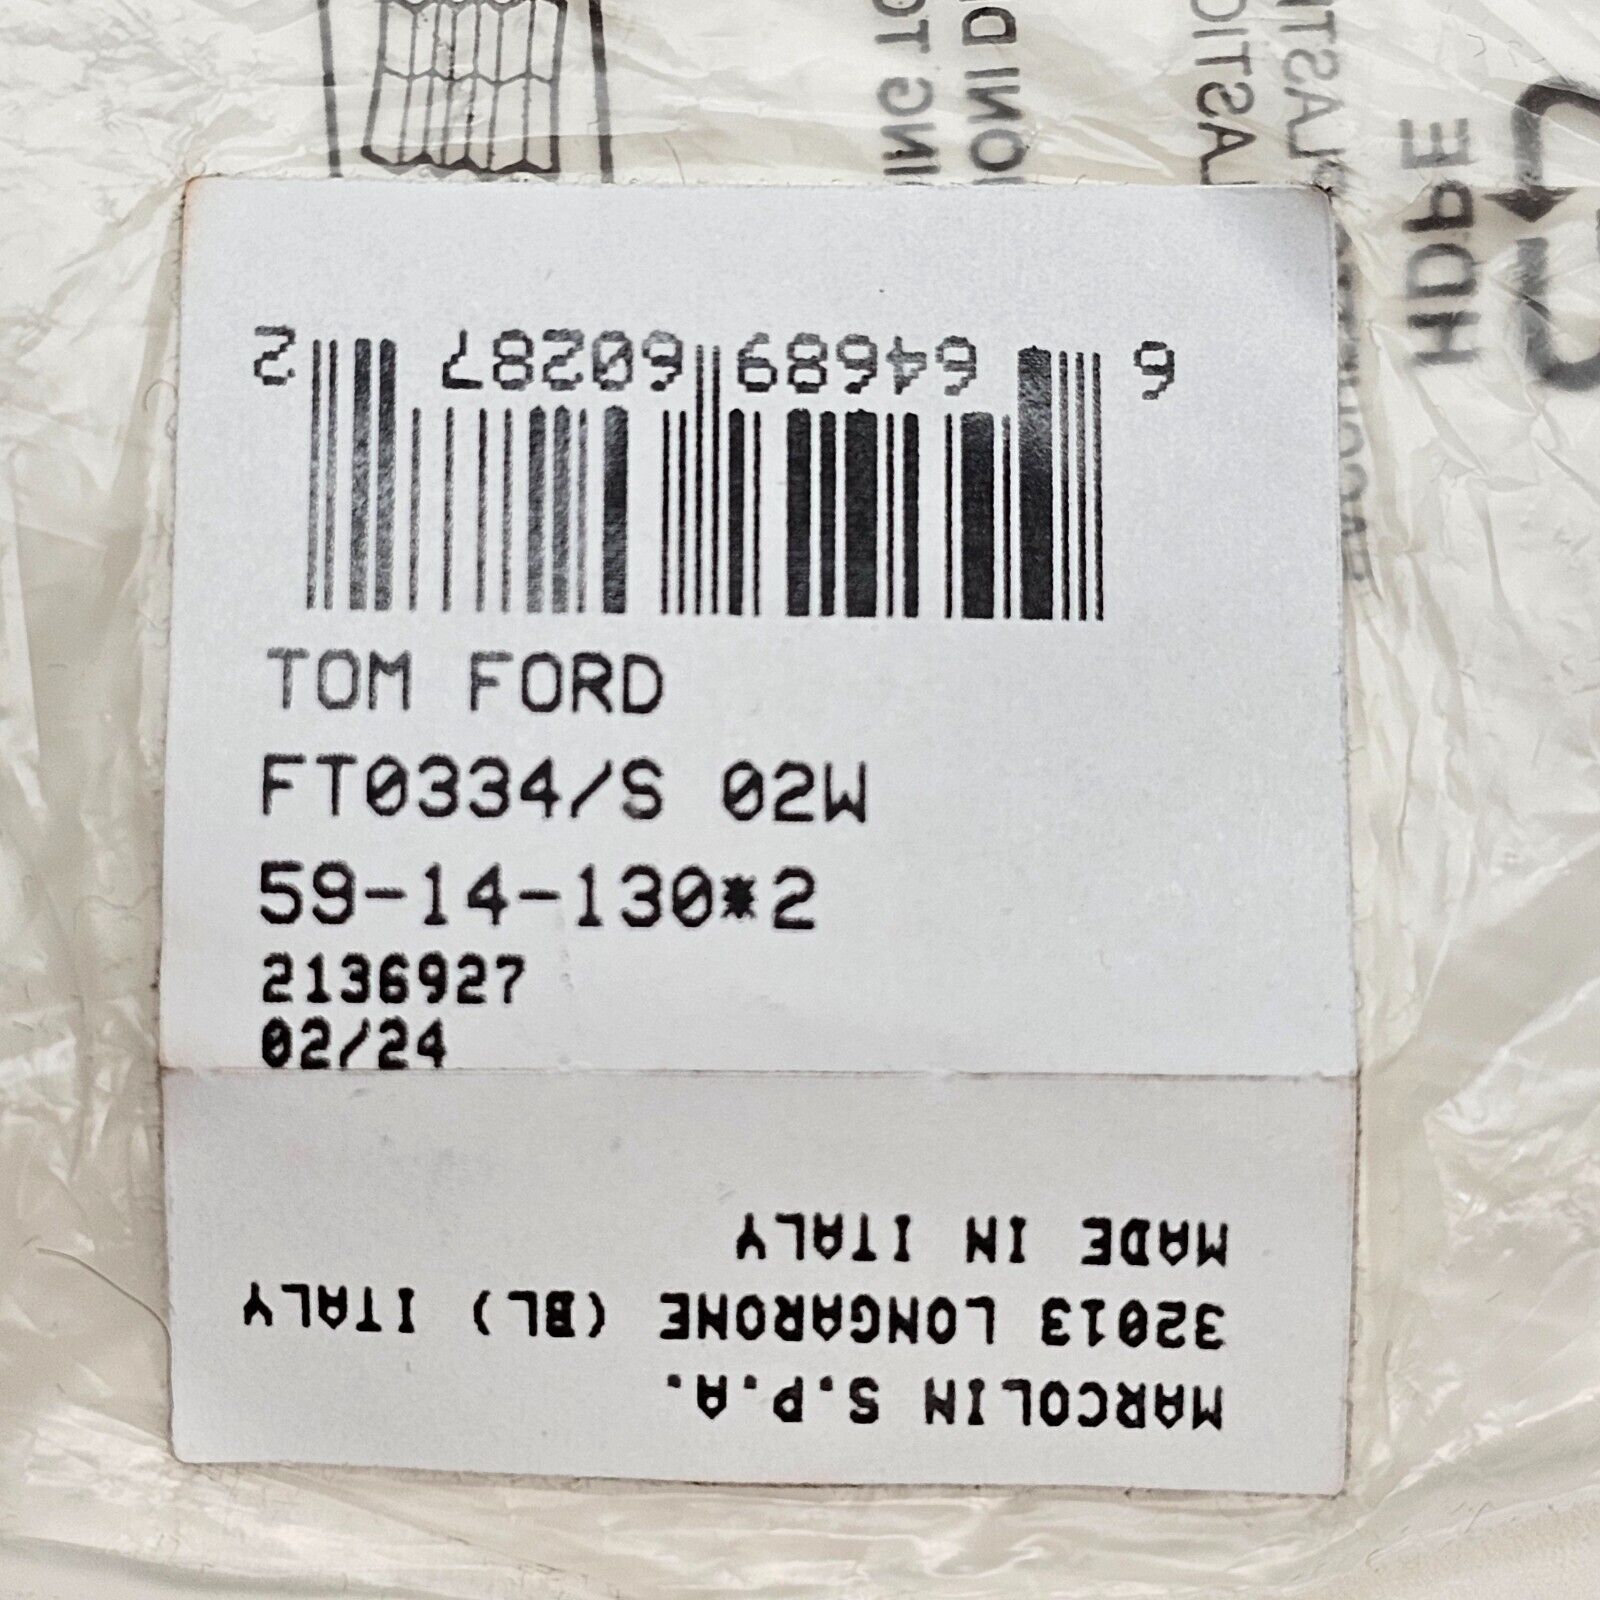 6 64689 60287 2
TOM FORD
FT0334/S 02W
59-14-130*2
2136927
02/24
MARCOLIN S.P.A.
32013 LONGARONE (BL) ITALY
MADE IN ITALY
HDPE